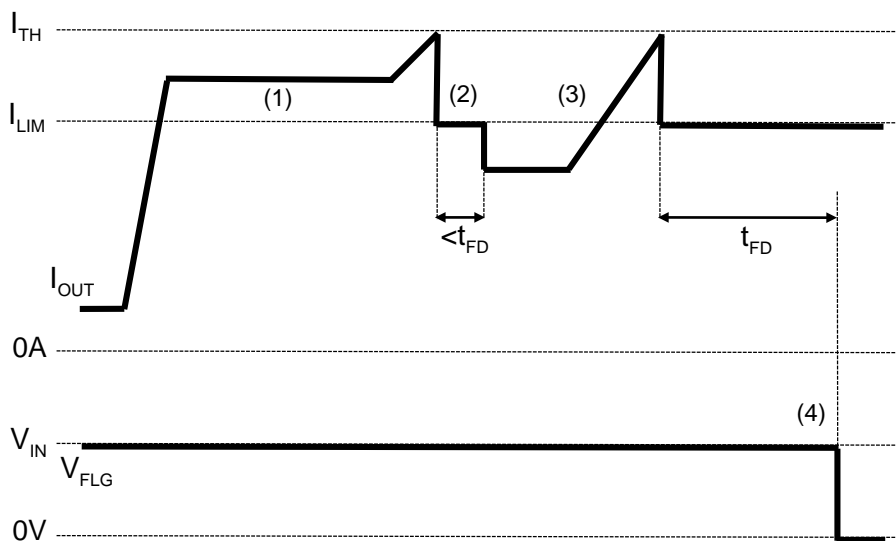 I_TH
(1) (2) (3)
I_LIM
<t_FD t_FD
I_OUT
0A
(4)
V_IN
V_FLG
0V